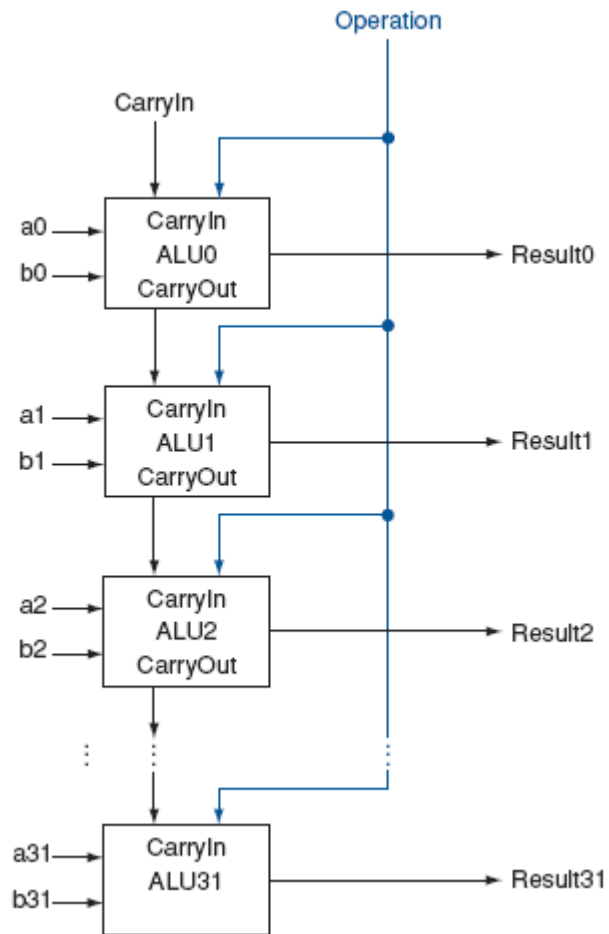 Operation
CarryIn
a0
b0
CarryIn
ALU0
CarryOut
Result0
a1
b1
CarryIn
ALU1
CarryOut
Result1
a2
b2
CarryIn
ALU2
CarryOut
Result2
a31
b31
CarryIn
ALU31
Result31